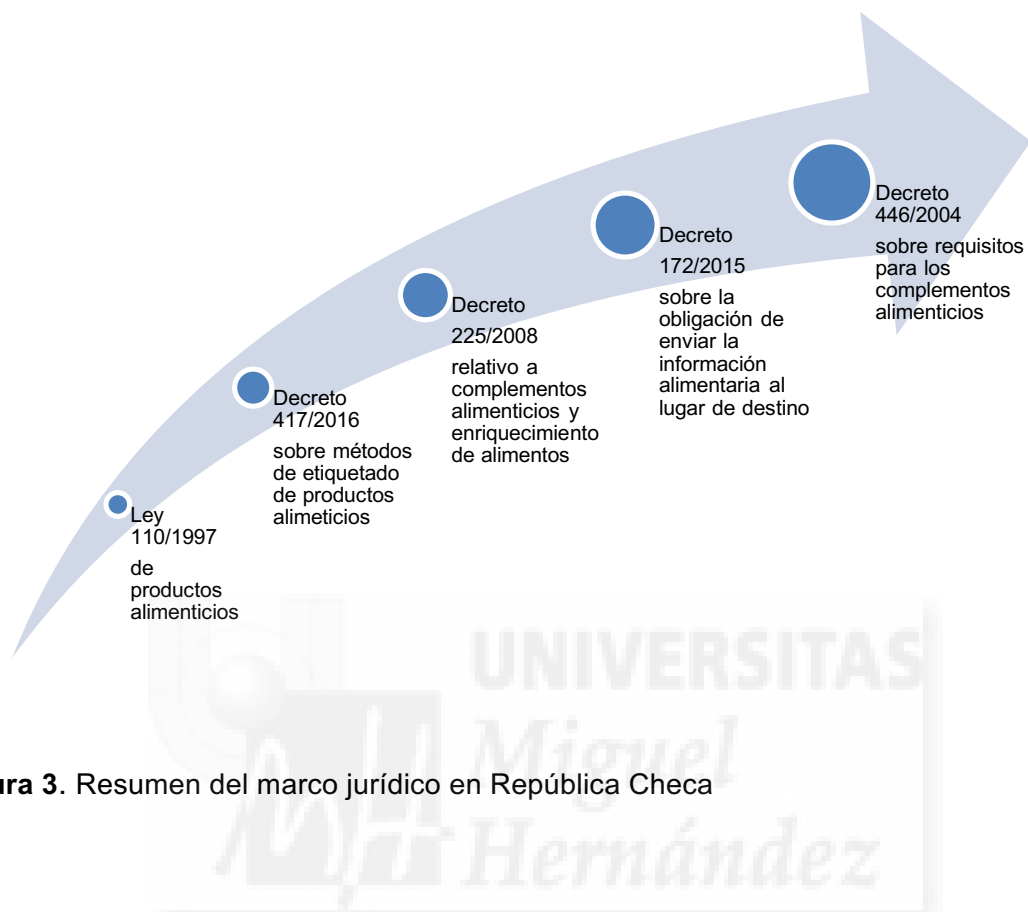 Ley
110/1997
de
productos
alimenticios
Decreto
417/2016
sobre métodos
de etiquetado
de productos
alimeticios
Decreto
225/2008
relativo a
complementos
alimenticios y
enriquecimiento
de alimentos
Decreto
172/2015
sobre la
obligación de
enviar la
información
alimentaria al
lugar de destino
Decreto
446/2004
sobre requisitos
para los
complementos
alimenticios
UNIVERSITAS
Miguel
Hernández
ura 3. Resumen del marco jurídico en República Checa